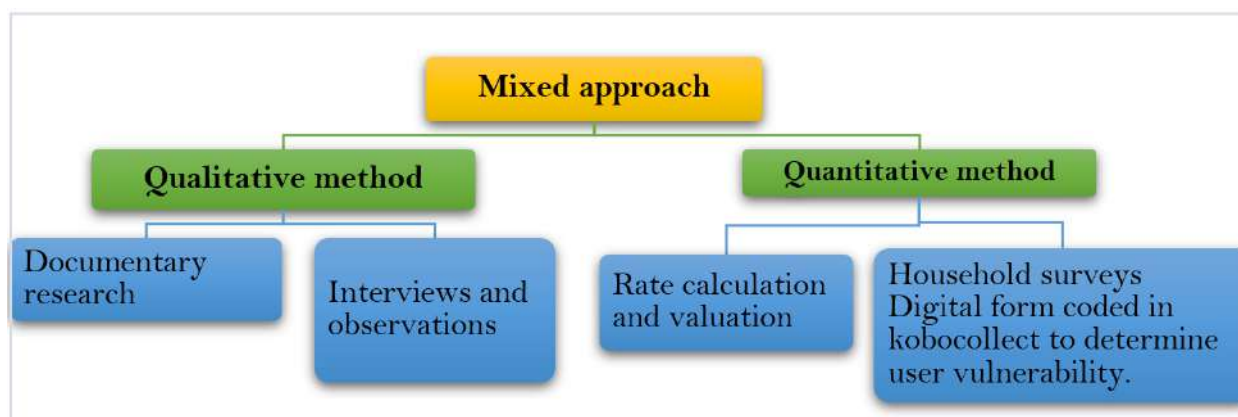 Mixed approach
Qualitative method
Quantitative method
Documentary
research
Interviews and
observations
Rate calculation
and valuation
Household surveys
Digital form coded in
kobocollect to determine
user vulnerability.